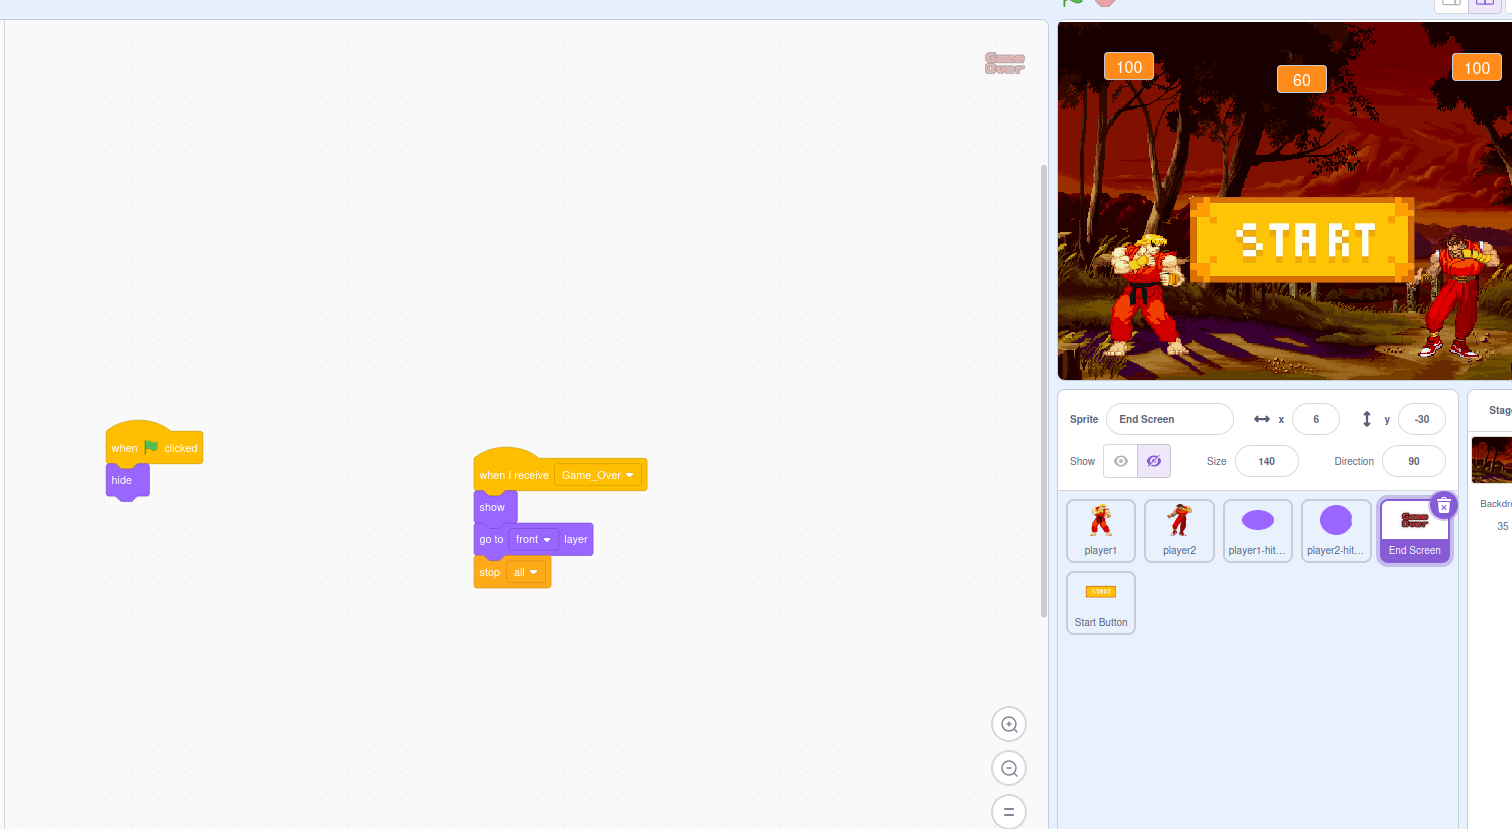 Game
Over
100
60
100
START
when clicked
hide
when I receive Game_Over
show
go to front layer
stop all
Sprite End Screen x 6 y -30
Show Size 140 Direction 90
player1
player2
player1-hit...
player2-hit...
Game
Over
End Screen
START
Start Button
Stag
Backdro
35